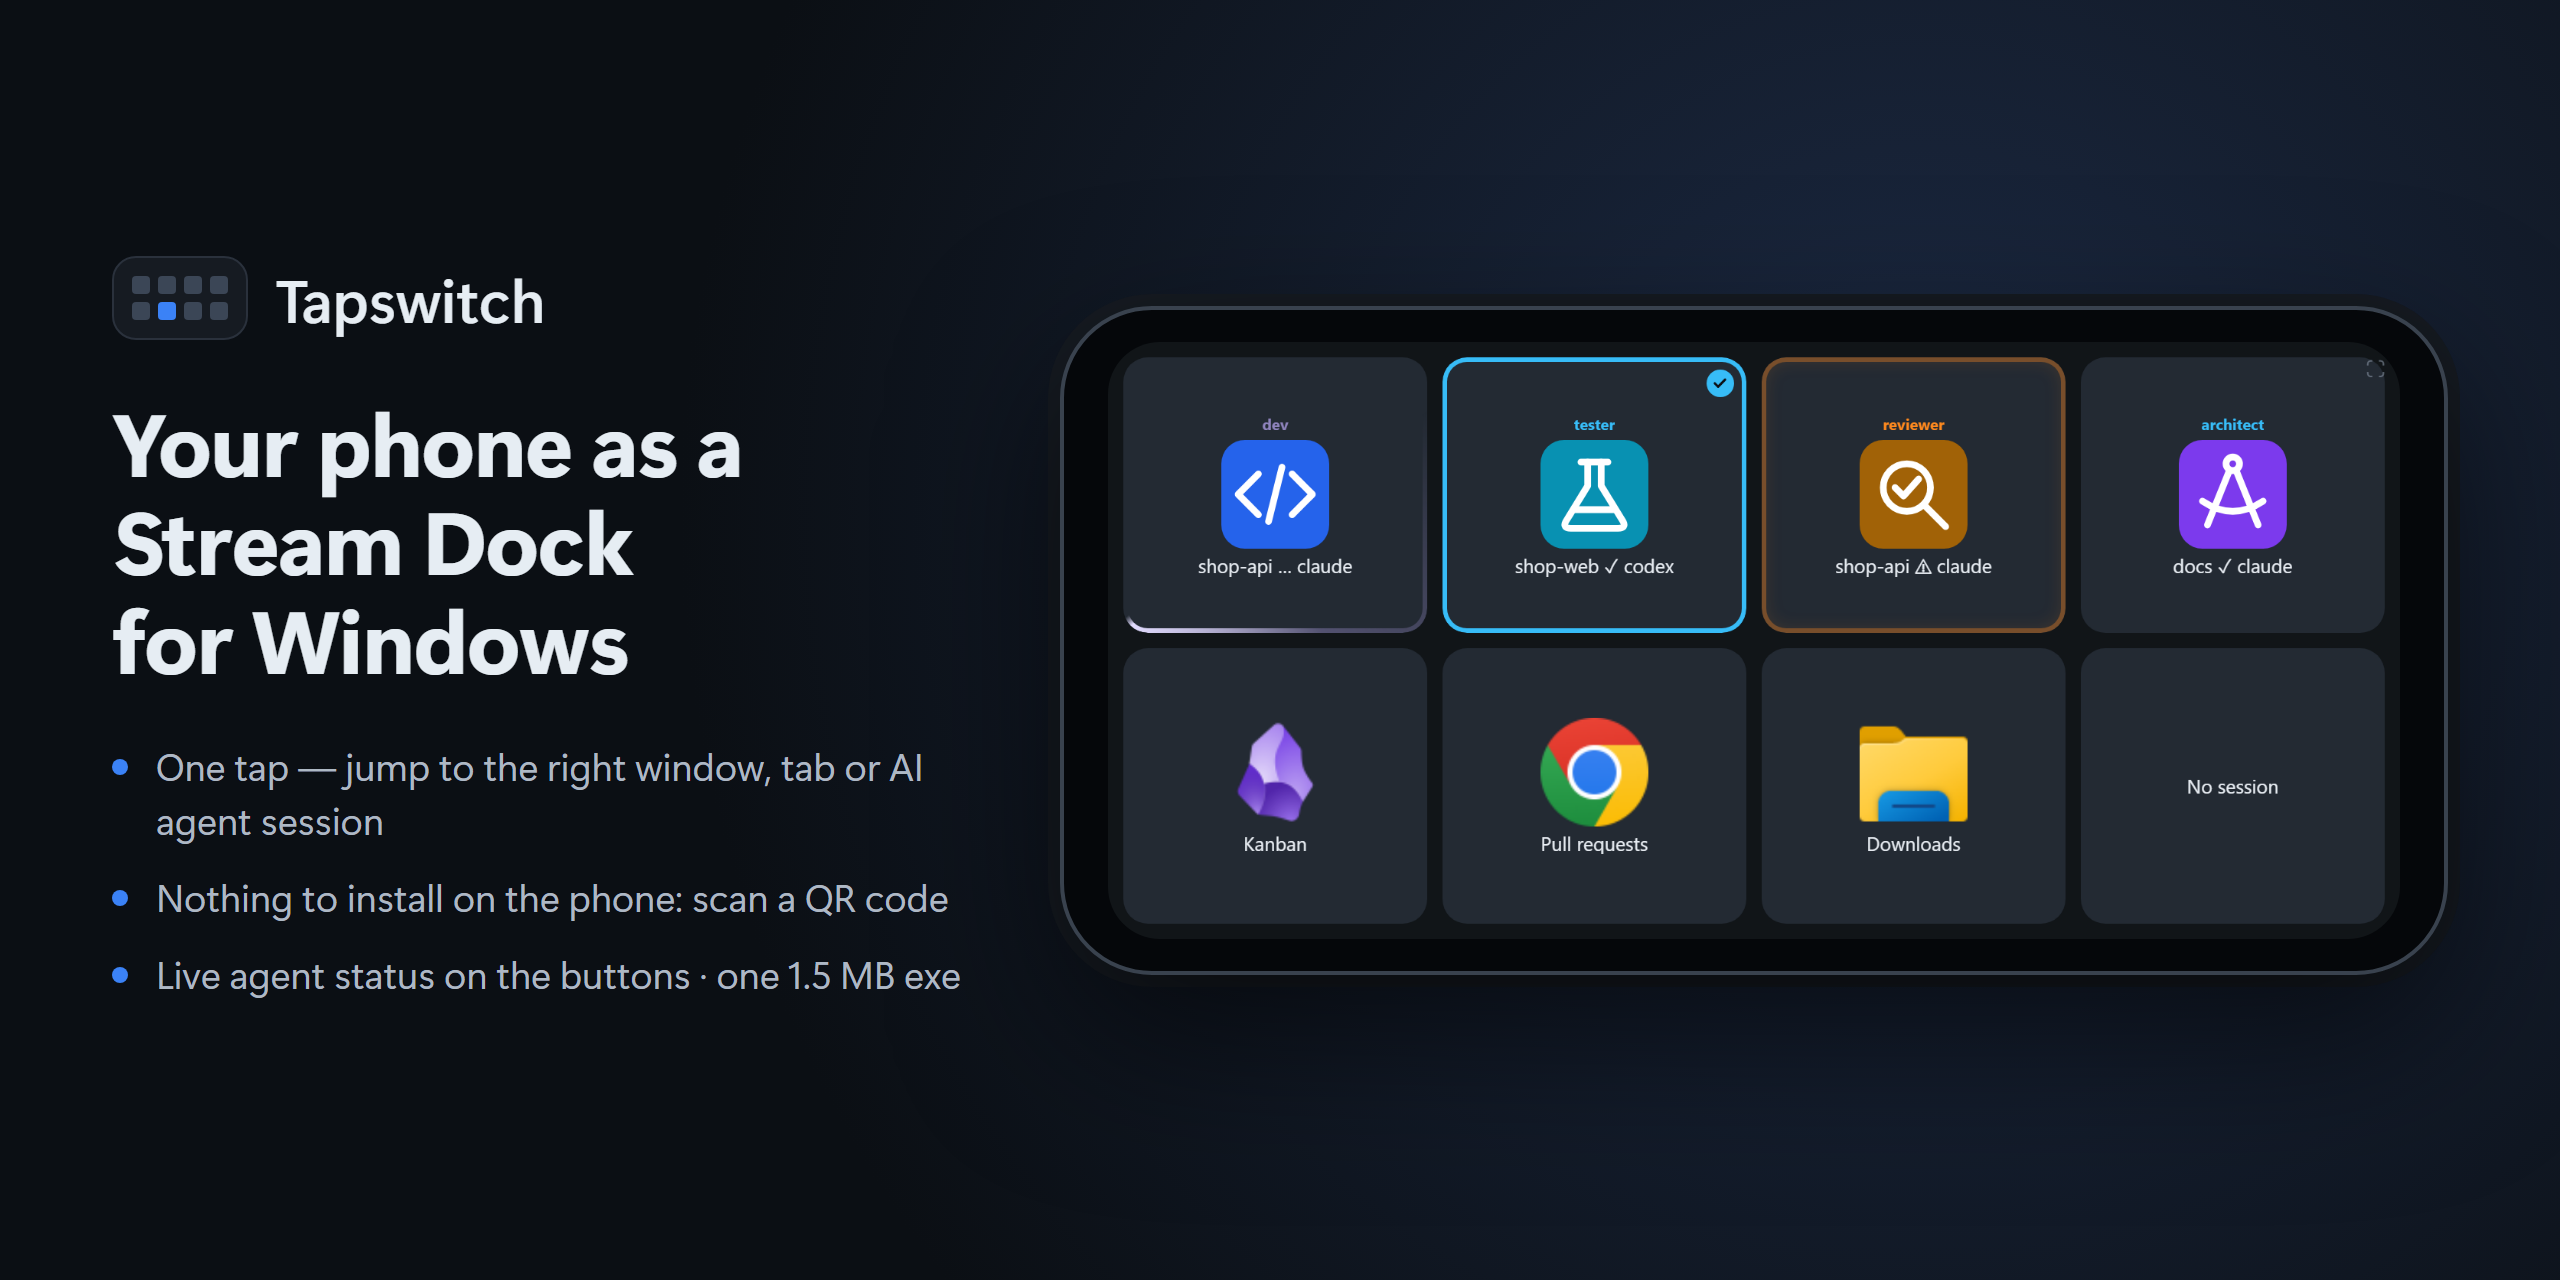 Tapswitch
Your phone as a
Stream Dock
for Windows
One tap — jump to the right window, tab or AI
agent session
Nothing to install on the phone: scan a QR code
Live agent status on the buttons · one 1.5 MB exe
dev
shop-api ... claude
tester
shop-web ✓ codex
reviewer
shop-api ⚠ claude
architect
docs ✓ claude
Kanban
Pull requests
Downloads
No session